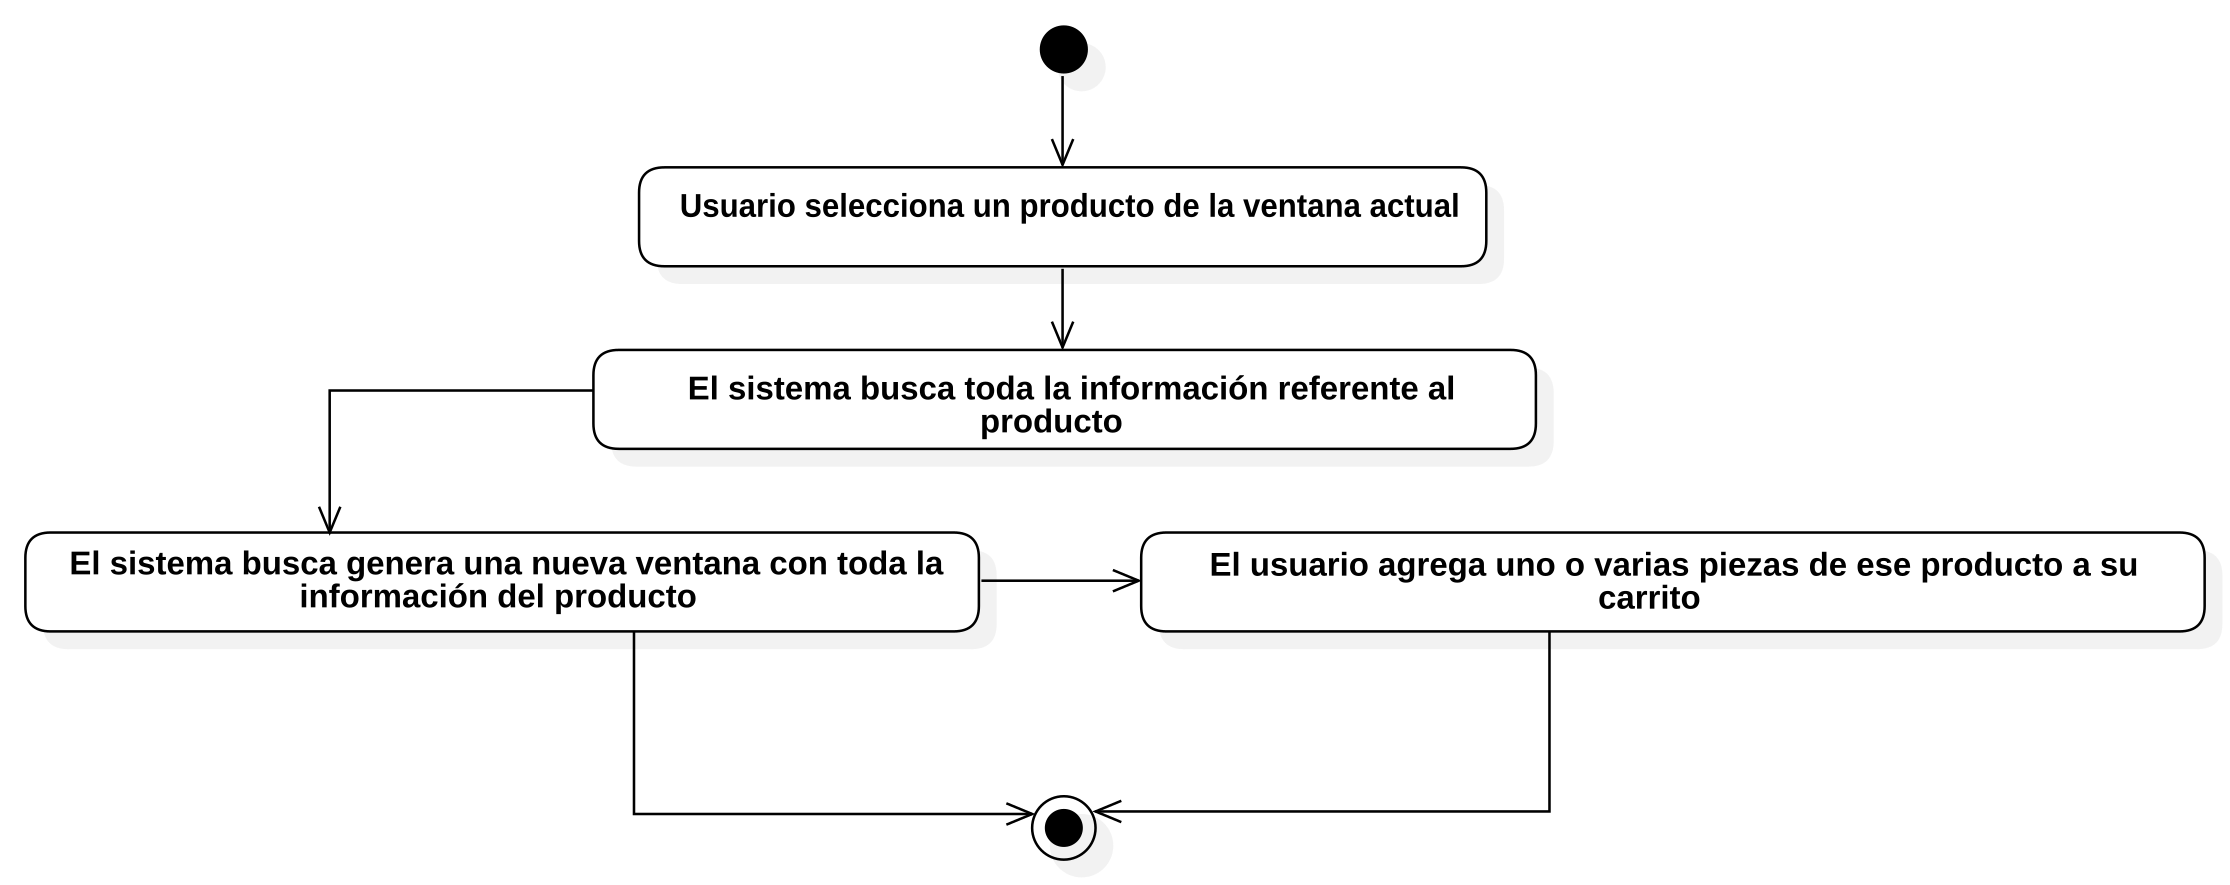 Usuario selecciona un producto de la ventana actual
El sistema busca toda la información referente al
producto
El sistema busca genera una nueva ventana con toda la
información del producto
El usuario agrega uno o varias piezas de ese producto a su
carrito